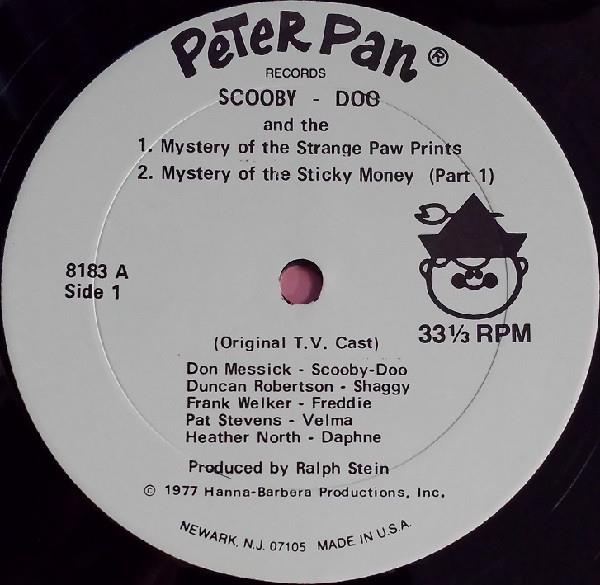 PETER PAN®
RECORDS
SCOOBY - DOO
and the
1. Mystery of the Strange Paw Prints
2. Mystery of the Sticky Money (Part 1)
8183 A
Side 1
33⅓ RPM
(Original T.V. Cast)
Don Messick - Scooby-Doo
Duncan Robertson - Shaggy
Frank Welker - Freddie
Pat Stevens - Velma
Heather North - Daphne
Produced by Ralph Stein
© 1977 Hanna-Barbera Productions, Inc.
NEWARK, N.J. 07105 MADE IN U.S.A.